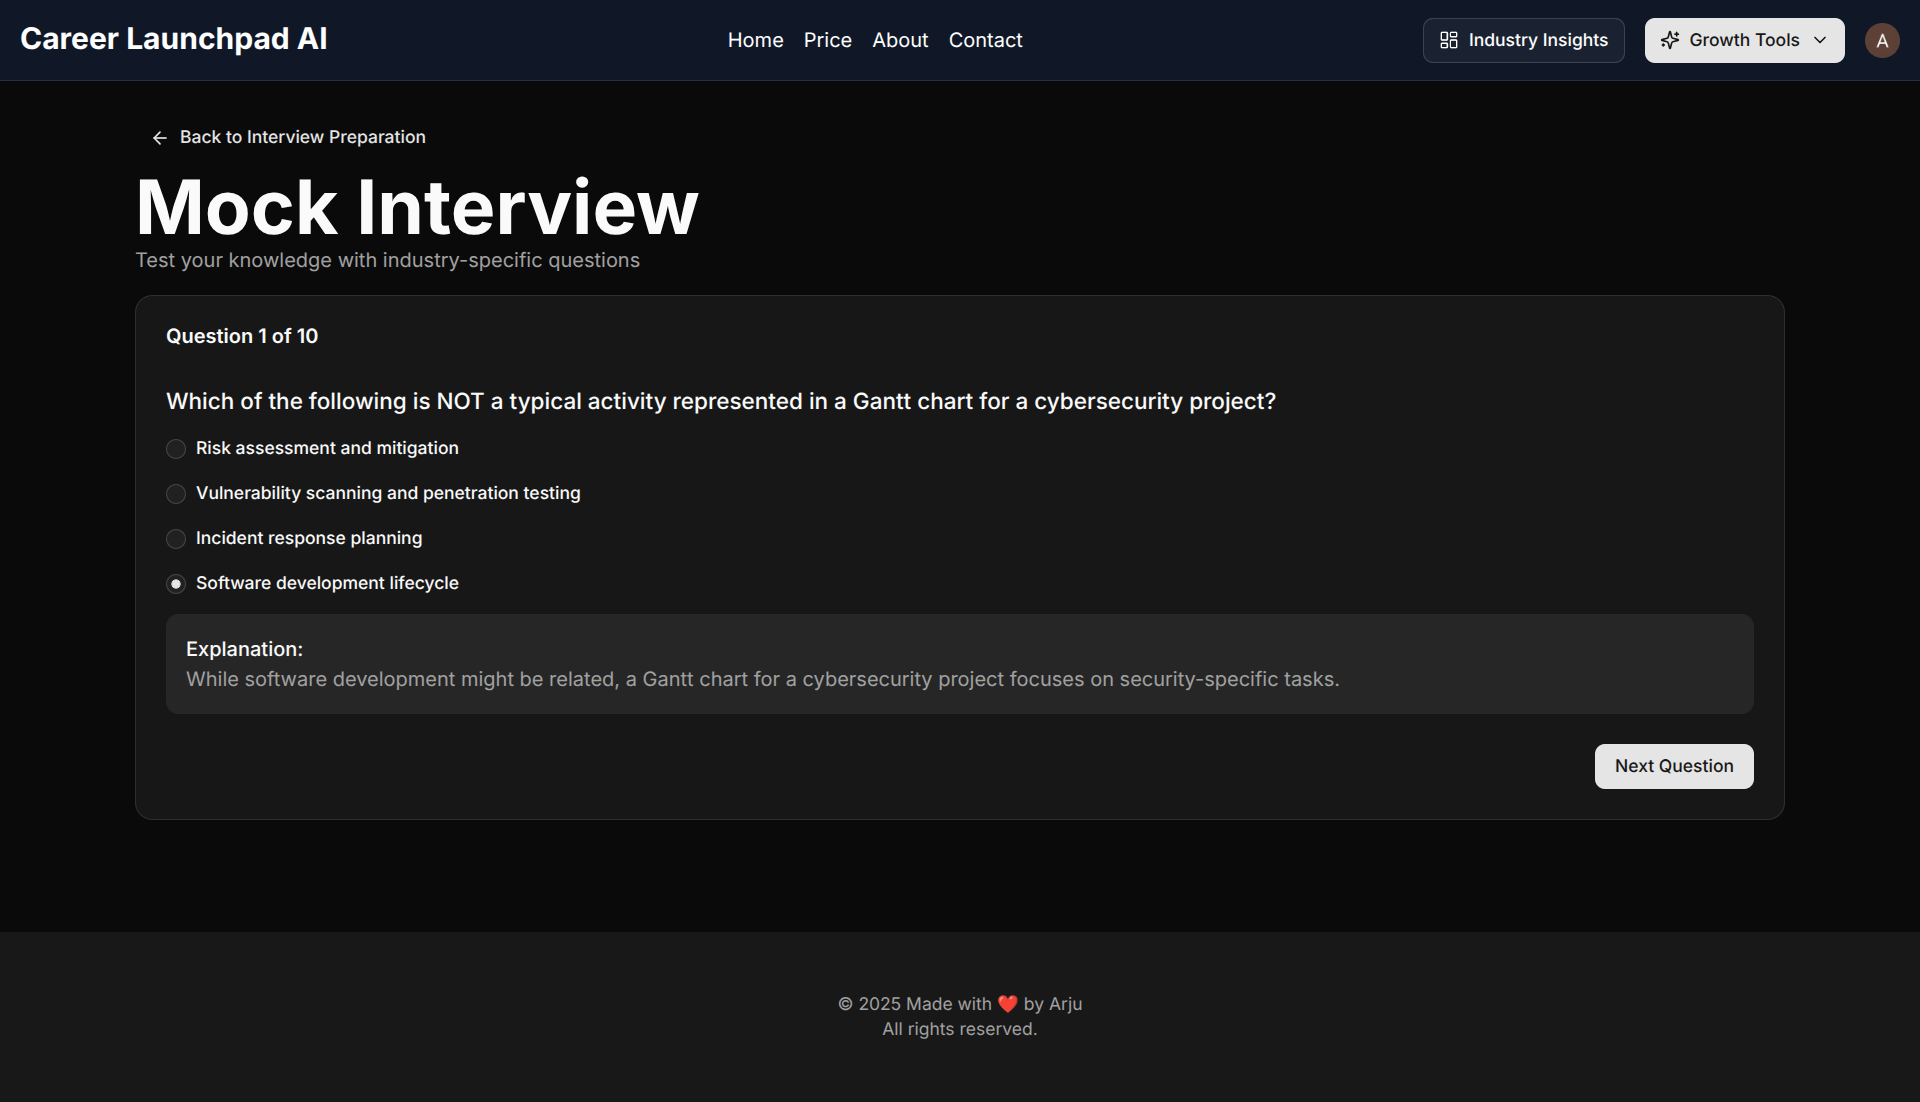 Career Launchpad AI
Home Price About Contact
Industry Insights
Growth Tools
A
Back to Interview Preparation
Mock Interview
Test your knowledge with industry-specific questions
Question 1 of 10
Which of the following is NOT a typical activity represented in a Gantt chart for a cybersecurity project?
Risk assessment and mitigation
Vulnerability scanning and penetration testing
Incident response planning
Software development lifecycle
Explanation:
While software development might be related, a Gantt chart for a cybersecurity project focuses on security-specific tasks.
Next Question
© 2025 Made with ❤️ by Arju
All rights reserved.